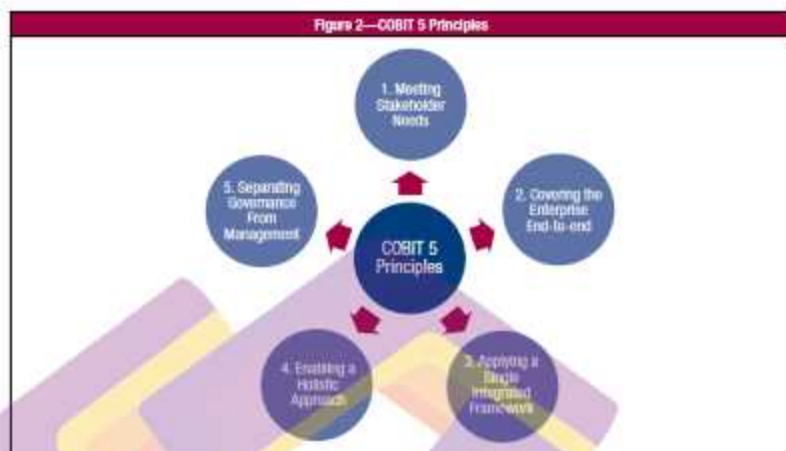 Figure 2—COBIT 5 Principles
1. Meeting
Stakeholder
Needs
5. Separating
Governance
From
Management
2. Covering the
Enterprise
End-to-end
COBIT 5
Principles
4. Enabling a
Holistic
Approach
3. Applying a
Single
Integrated
Framework